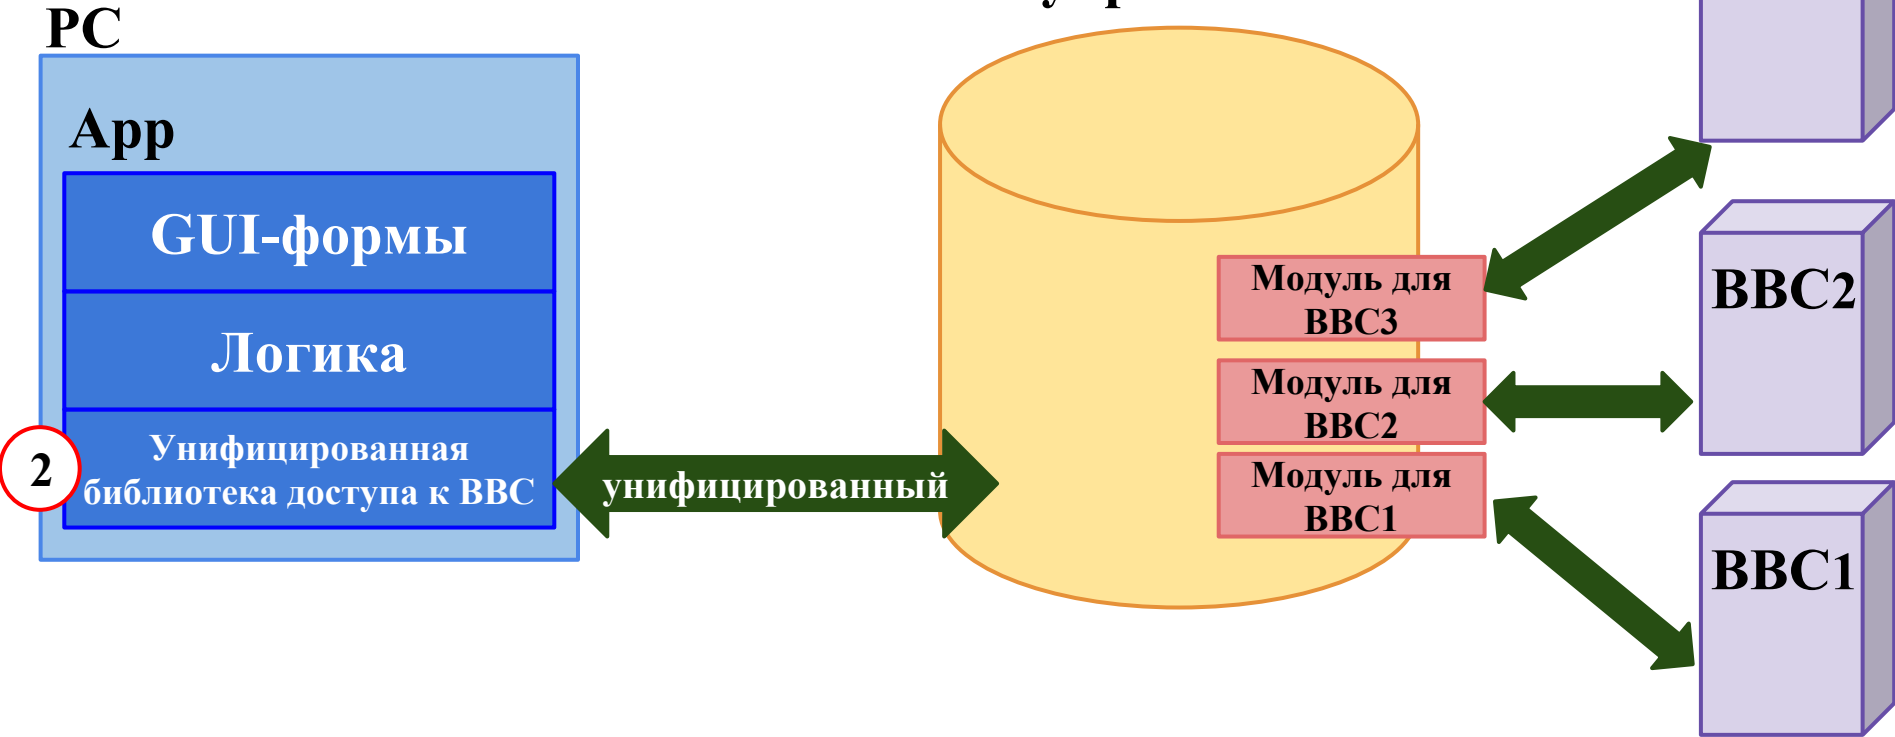 PC
App
GUI-формы
Логика
2
Унифицированная
библиотека доступа к ВВС
унифицированный
Модуль для
ВВС3
Модуль для
ВВС2
Модуль для
ВВС1
ВВС2
ВВС1